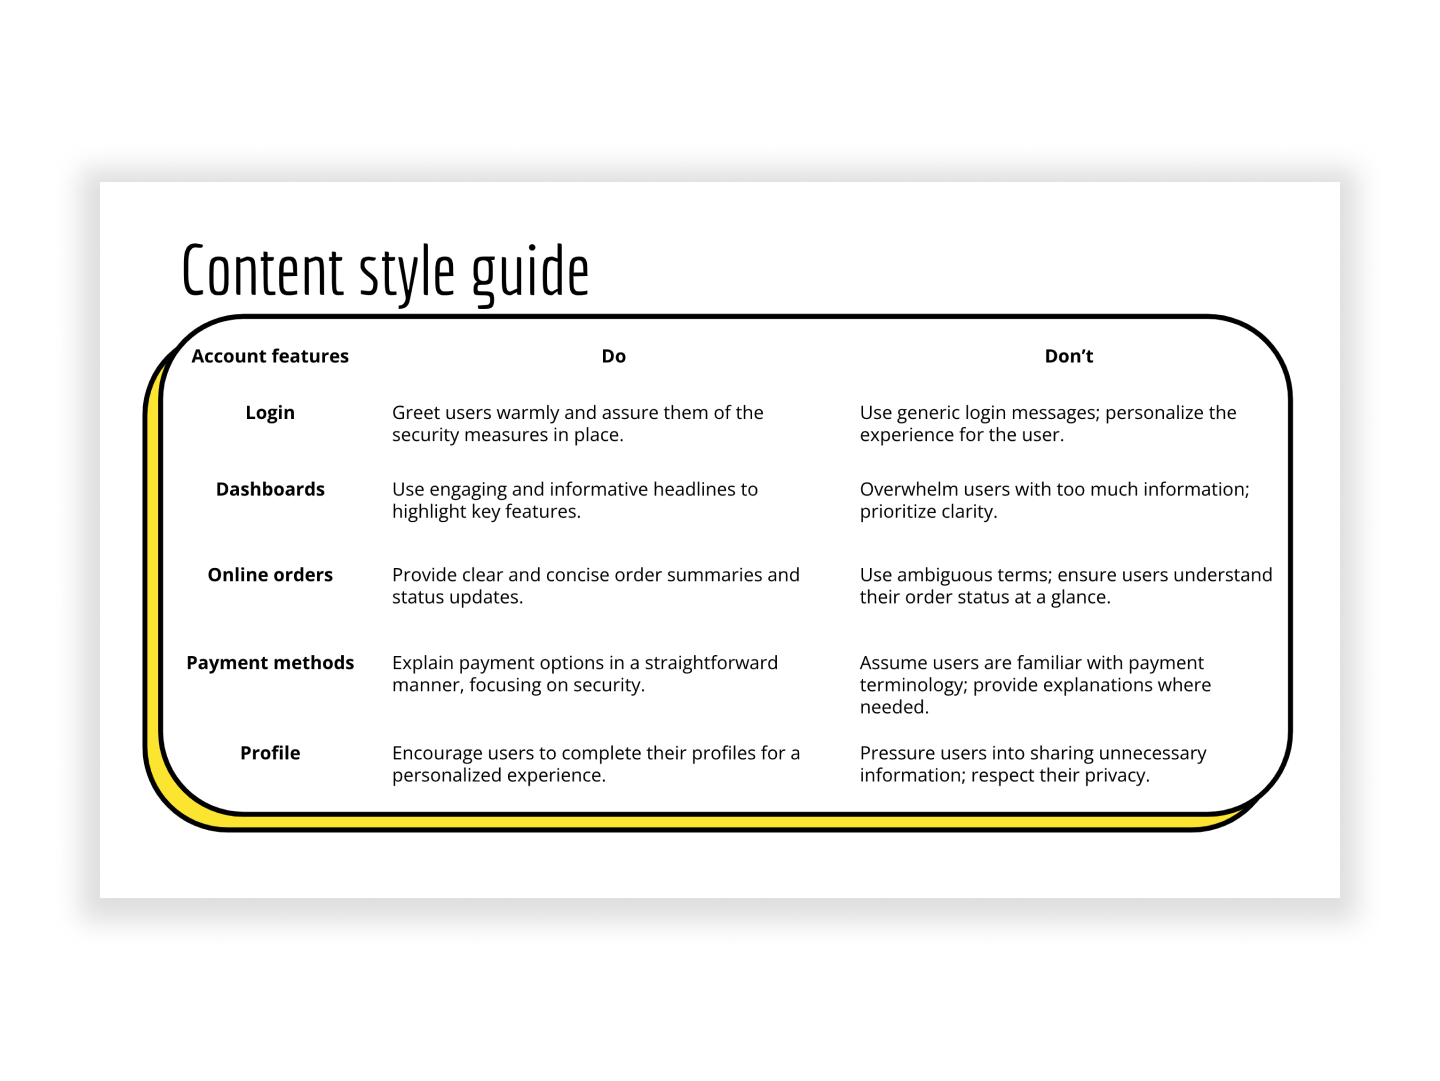 Content style guide
Account features
Do
Don’t
Login
Greet users warmly and assure them of the
security measures in place.
Use generic login messages; personalize the
experience for the user.
Dashboards
Use engaging and informative headlines to
highlight key features.
Overwhelm users with too much information;
prioritize clarity.
Online orders
Provide clear and concise order summaries and
status updates.
Use ambiguous terms; ensure users understand
their order status at a glance.
Payment methods
Explain payment options in a straightforward
manner, focusing on security.
Assume users are familiar with payment
terminology; provide explanations where
needed.
Profile
Encourage users to complete their profiles for a
personalized experience.
Pressure users into sharing unnecessary
information; respect their privacy.